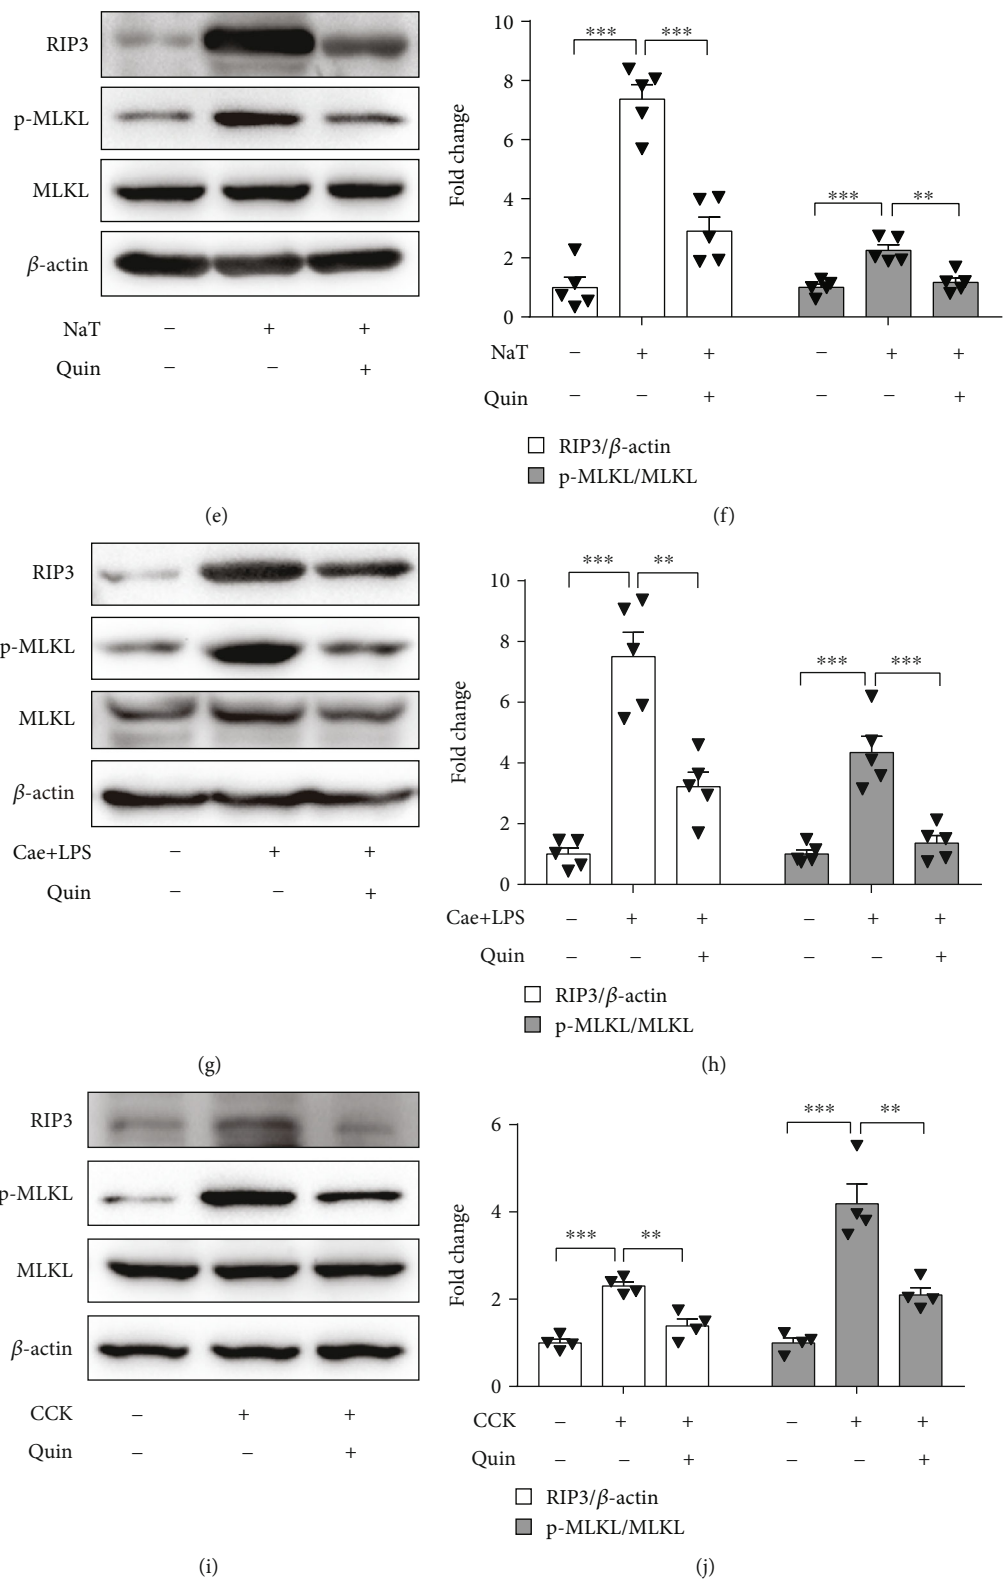 RIP3
p-MLKL
MLKL
β-actin
NaT − + +
Quin − − +
(e)
10
8
6
4
2
0
Fold change
*** ***
*** **
NaT − + + − + +
Quin − − + − − +
RIP3/β-actin
p-MLKL/MLKL
(f)
RIP3
p-MLKL
MLKL
β-actin
Cae+LPS − + +
Quin − − +
(g)
10
8
6
4
2
0
Fold change
*** **
*** ***
Cae+LPS − + + − + +
Quin − − + − − +
RIP3/β-actin
p-MLKL/MLKL
(h)
RIP3
p-MLKL
MLKL
β-actin
CCK − + +
Quin − − +
(i)
6
4
2
0
Fold change
*** **
*** **
CCK − + + − + +
Quin − − + − − +
RIP3/β-actin
p-MLKL/MLKL
(j)